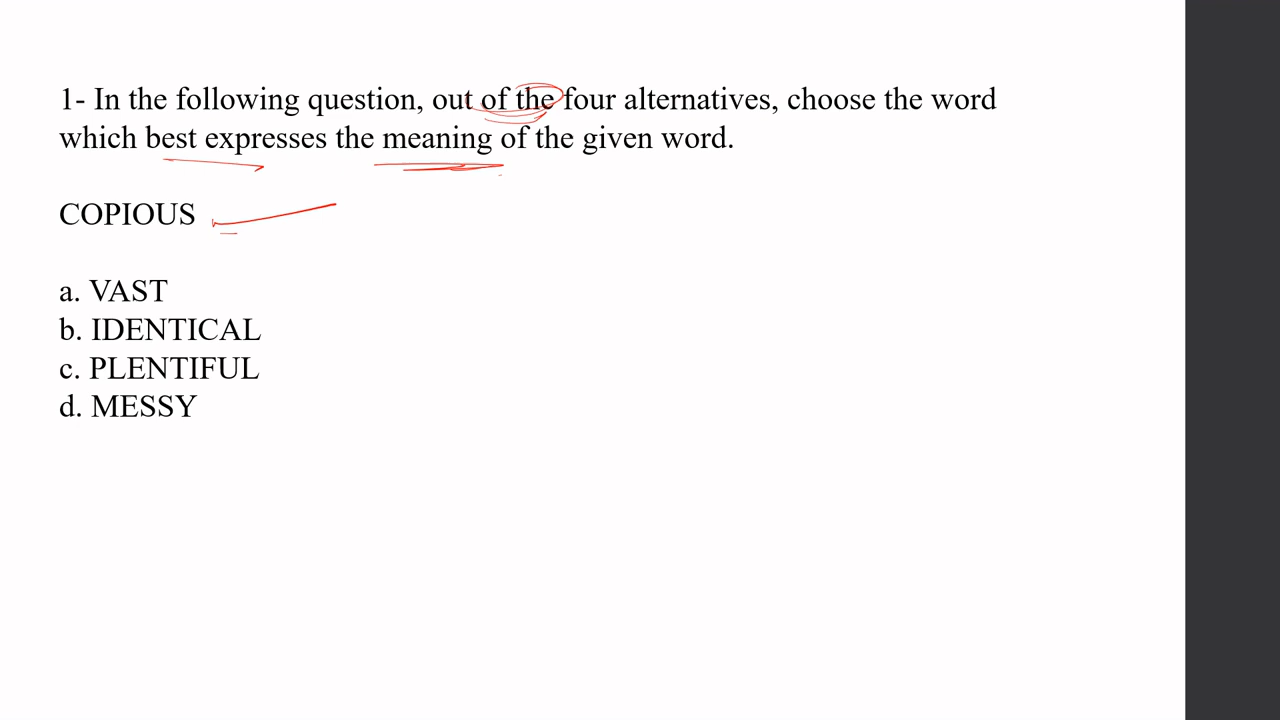 1- In the following question, out of the four alternatives, choose the word
which best expresses the meaning of the given word.
COPIOUS
a. VAST
b. IDENTICAL
c. PLENTIFUL
d. MESSY